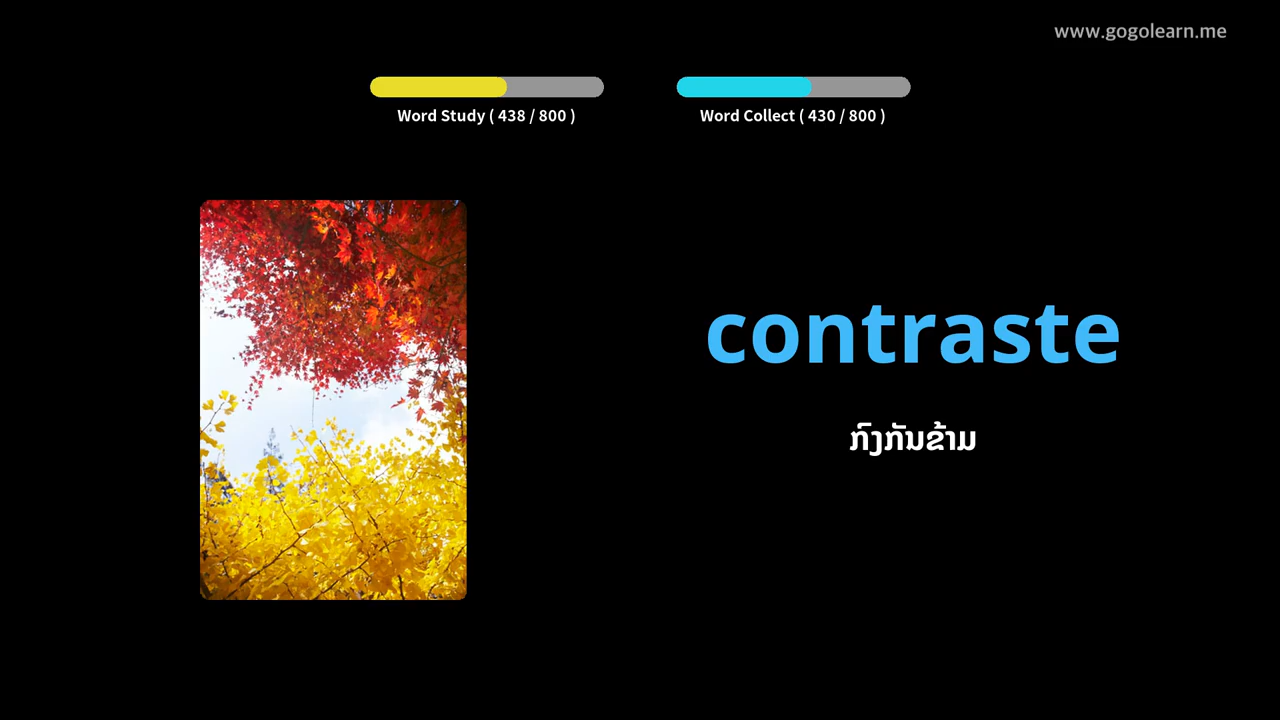 www.gogolearn.me
Word Study ( 438 / 800 )
Word Collect ( 430 / 800 )
contraste
ກົງກັນຂ້າມ